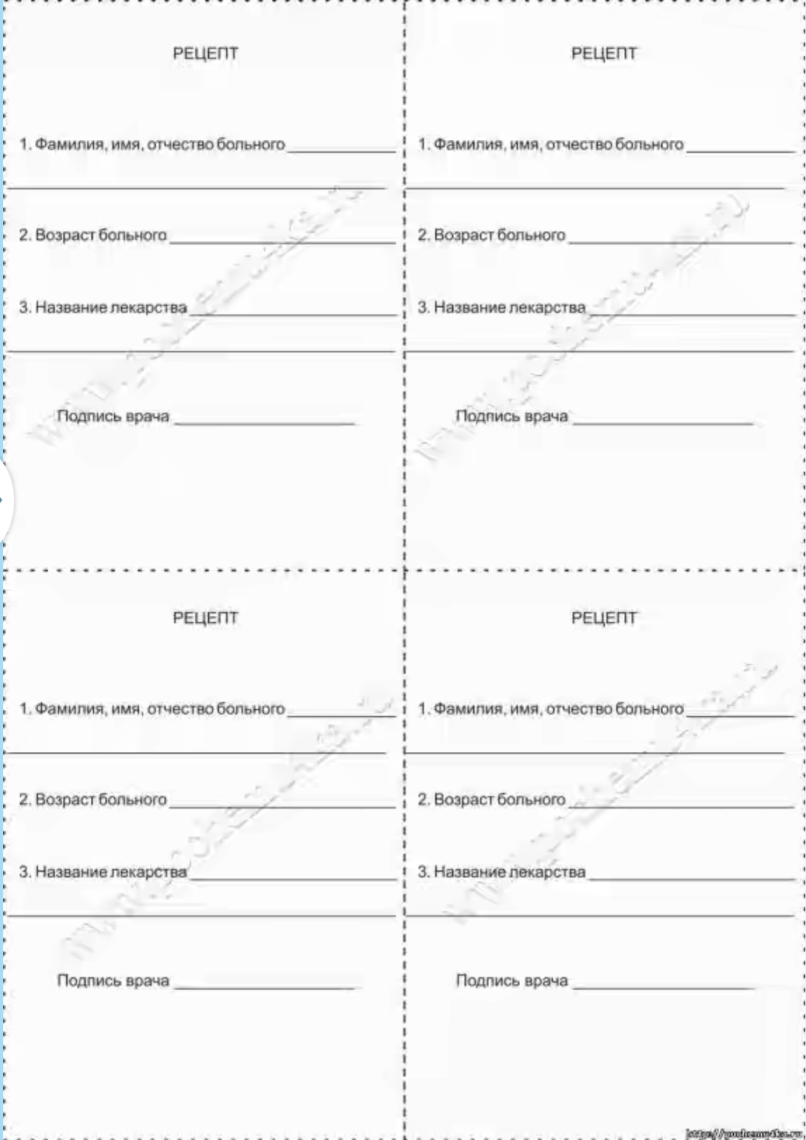 РЕЦЕПТ
1. Фамилия, имя, отчество больного
2. Возраст больного
3. Название лекарства
Подпись врача
РЕЦЕПТ
1. Фамилия, имя, отчество больного
2. Возраст больного
3. Название лекарства
Подпись врача
РЕЦЕПТ
1. Фамилия, имя, отчество больного
2. Возраст больного
3. Название лекарства
Подпись врача
РЕЦЕПТ
1. Фамилия, имя, отчество больного
2. Возраст больного
3. Название лекарства
Подпись врача